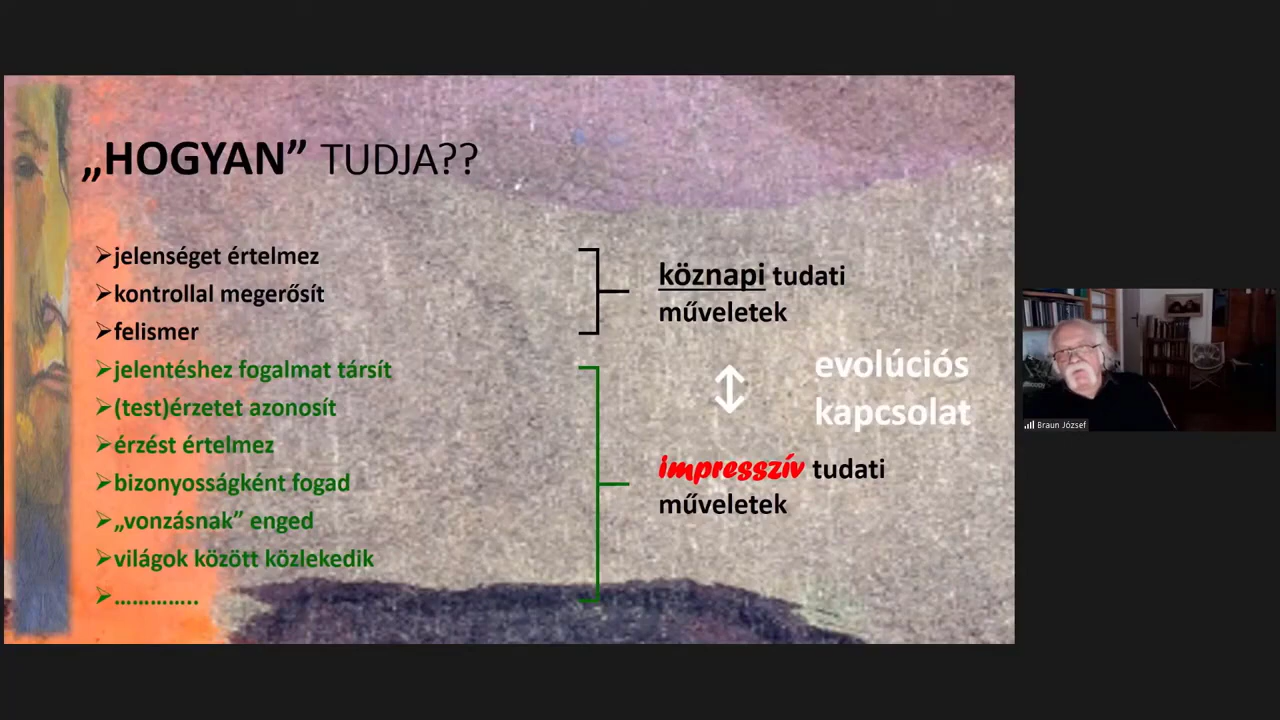 „HOGYAN” TUDJA??
➢jelenséget értelmez
➢kontrollal megerősít
➢felismer
➢jelentéshez fogalmat társít
➢(test)érzetet azonosít
➢érzést értelmez
➢bizonyosságként fogad
➢„vonzásnak” enged
➢világok között közlekedik
➢…………..
köznapi tudati
műveletek
evolúciós
kapcsolat
impresszív tudati
műveletek
Braun József